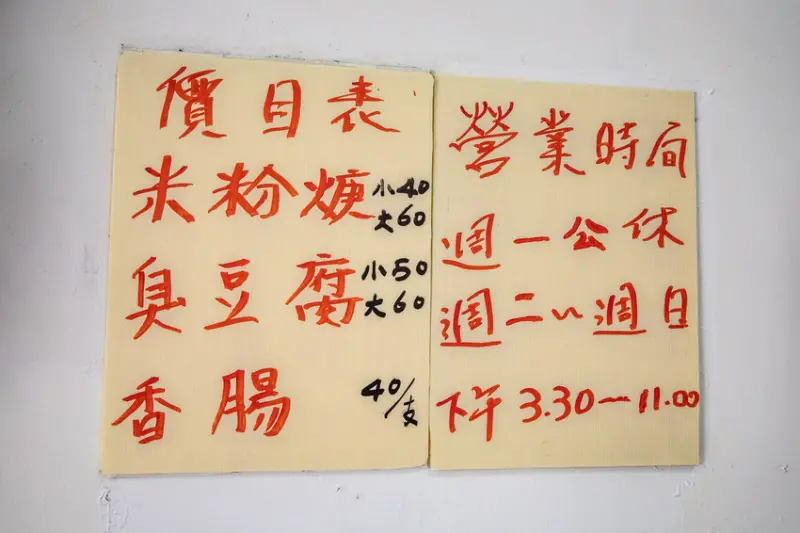 價目表
米粉焿 小40
大60
臭豆腐 小50
大60
香腸 40/支
營業時间
週一公休
週二~週日
下午3.30~11.00